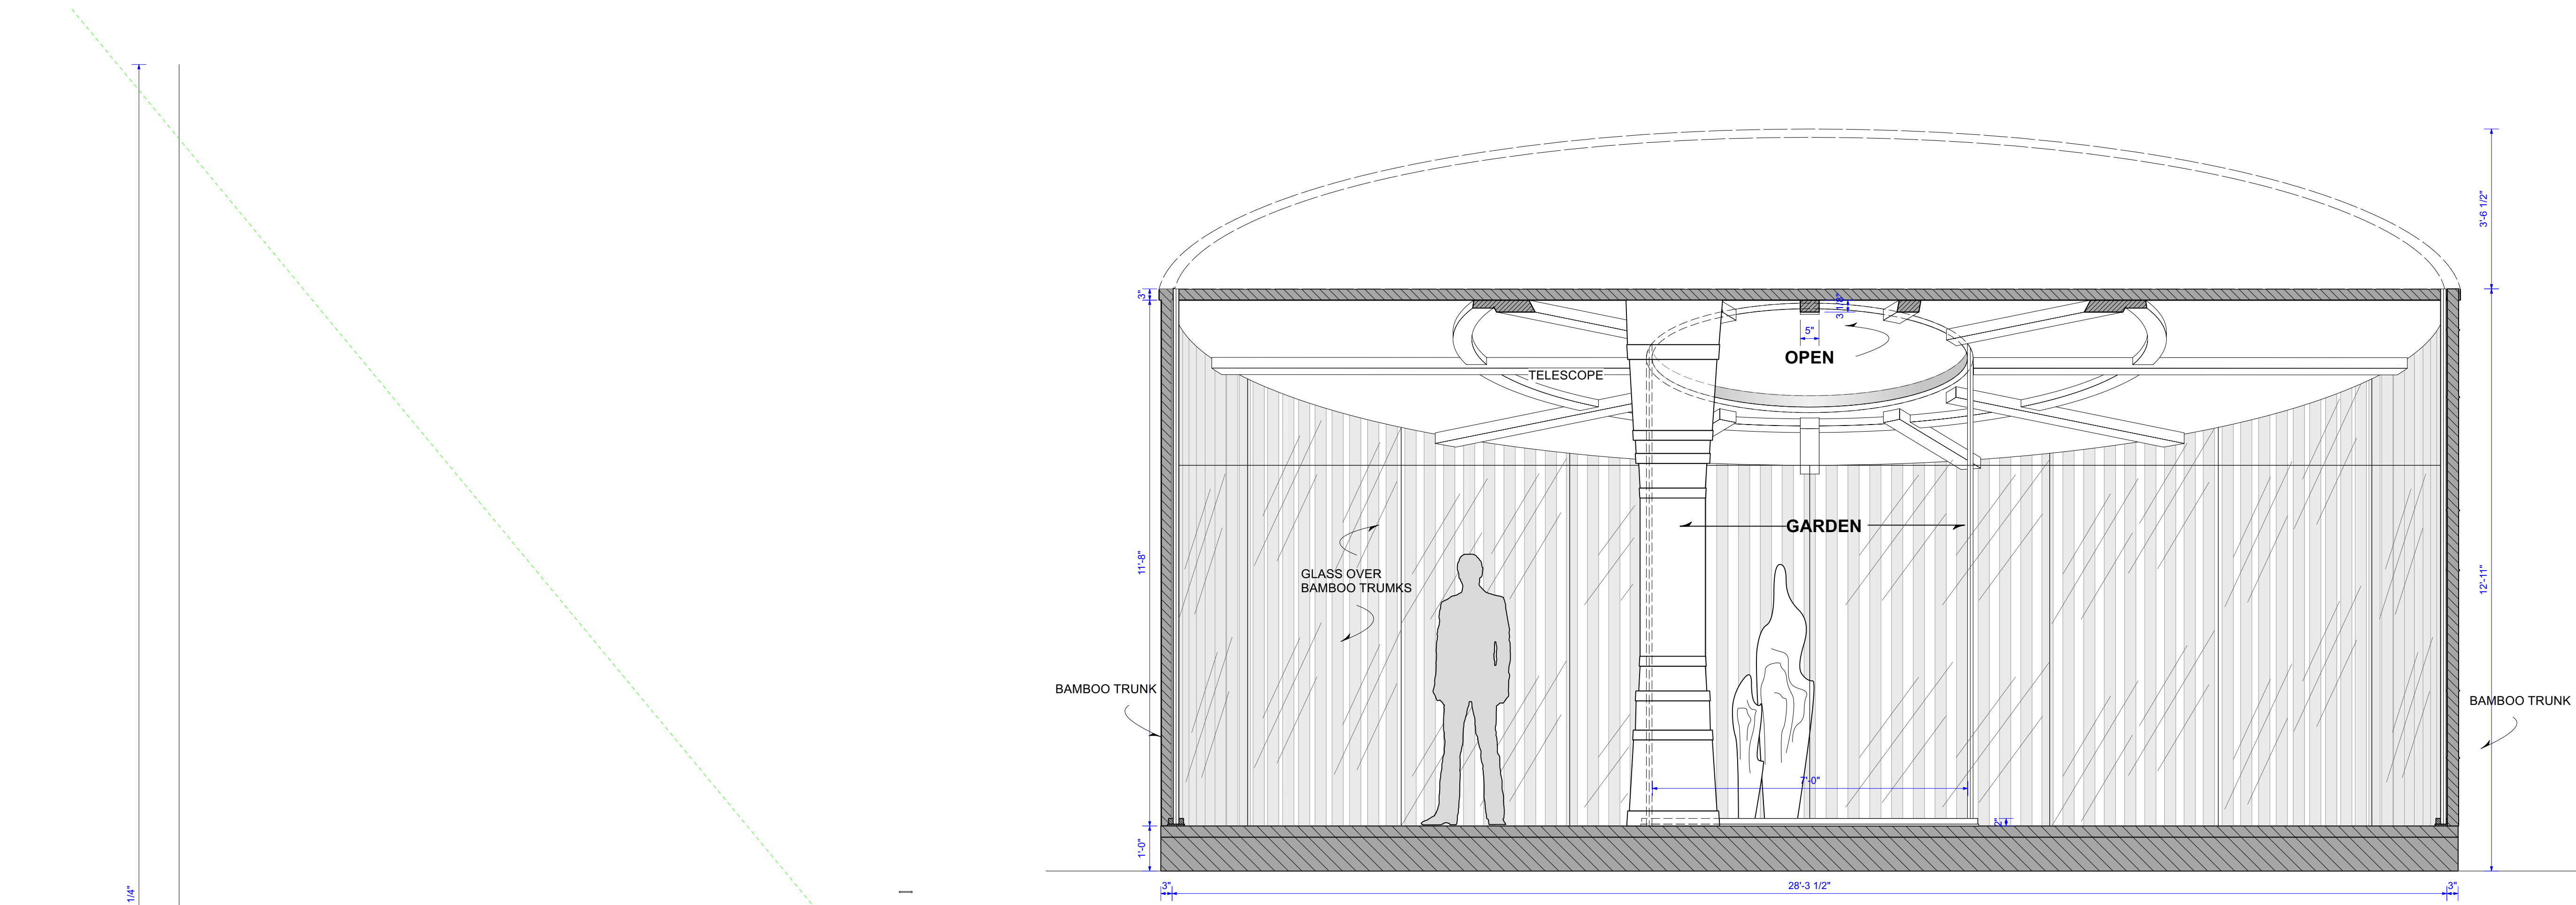 3'-6 1/2"
3"
3 1/8"
5"
OPEN
TELESCOPE
GARDEN
11'-8"
GLASS OVER
BAMBOO TRUMKS
12'-11"
BAMBOO TRUNK
BAMBOO TRUNK
7'-0"
2"
1'-0"
1/4"
3"
28'-3 1/2"
3"